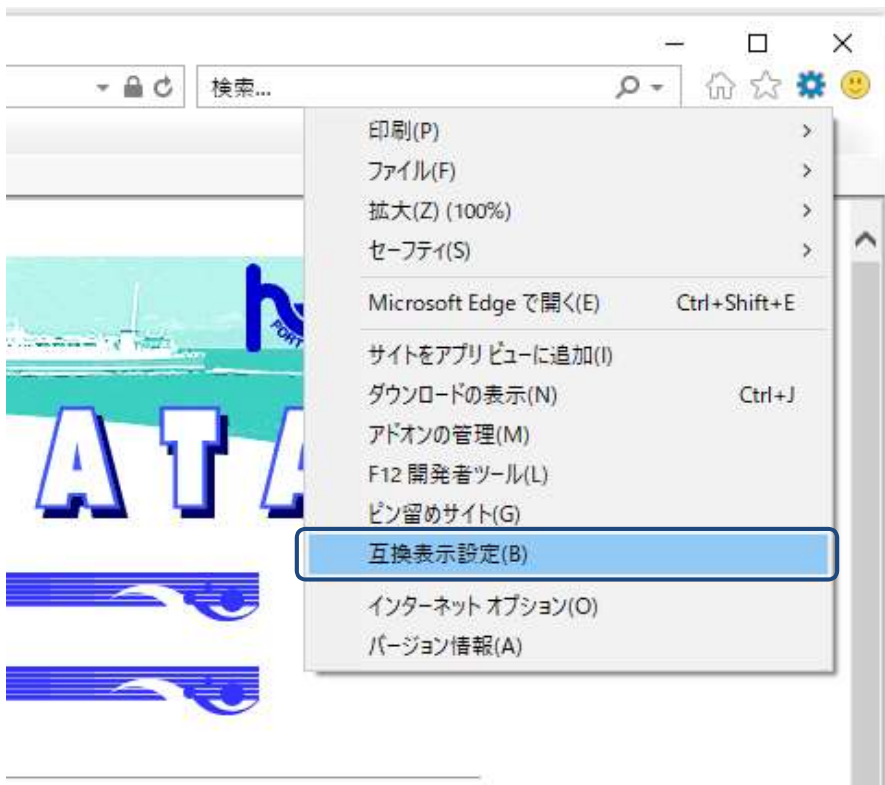 検索...
印刷(P)
ファイル(F)
拡大(Z) (100%)
セーフティ(S)
Microsoft Edge で開く(E) Ctrl+Shift+E
サイトをアプリ ビューに追加(I)
ダウンロードの表示(N) Ctrl+J
アドオンの管理(M)
F12 開発者ツール(L)
ピン留めサイト(G)
互換表示設定(B)
インターネット オプション(O)
バージョン情報(A)
PORT
ATA